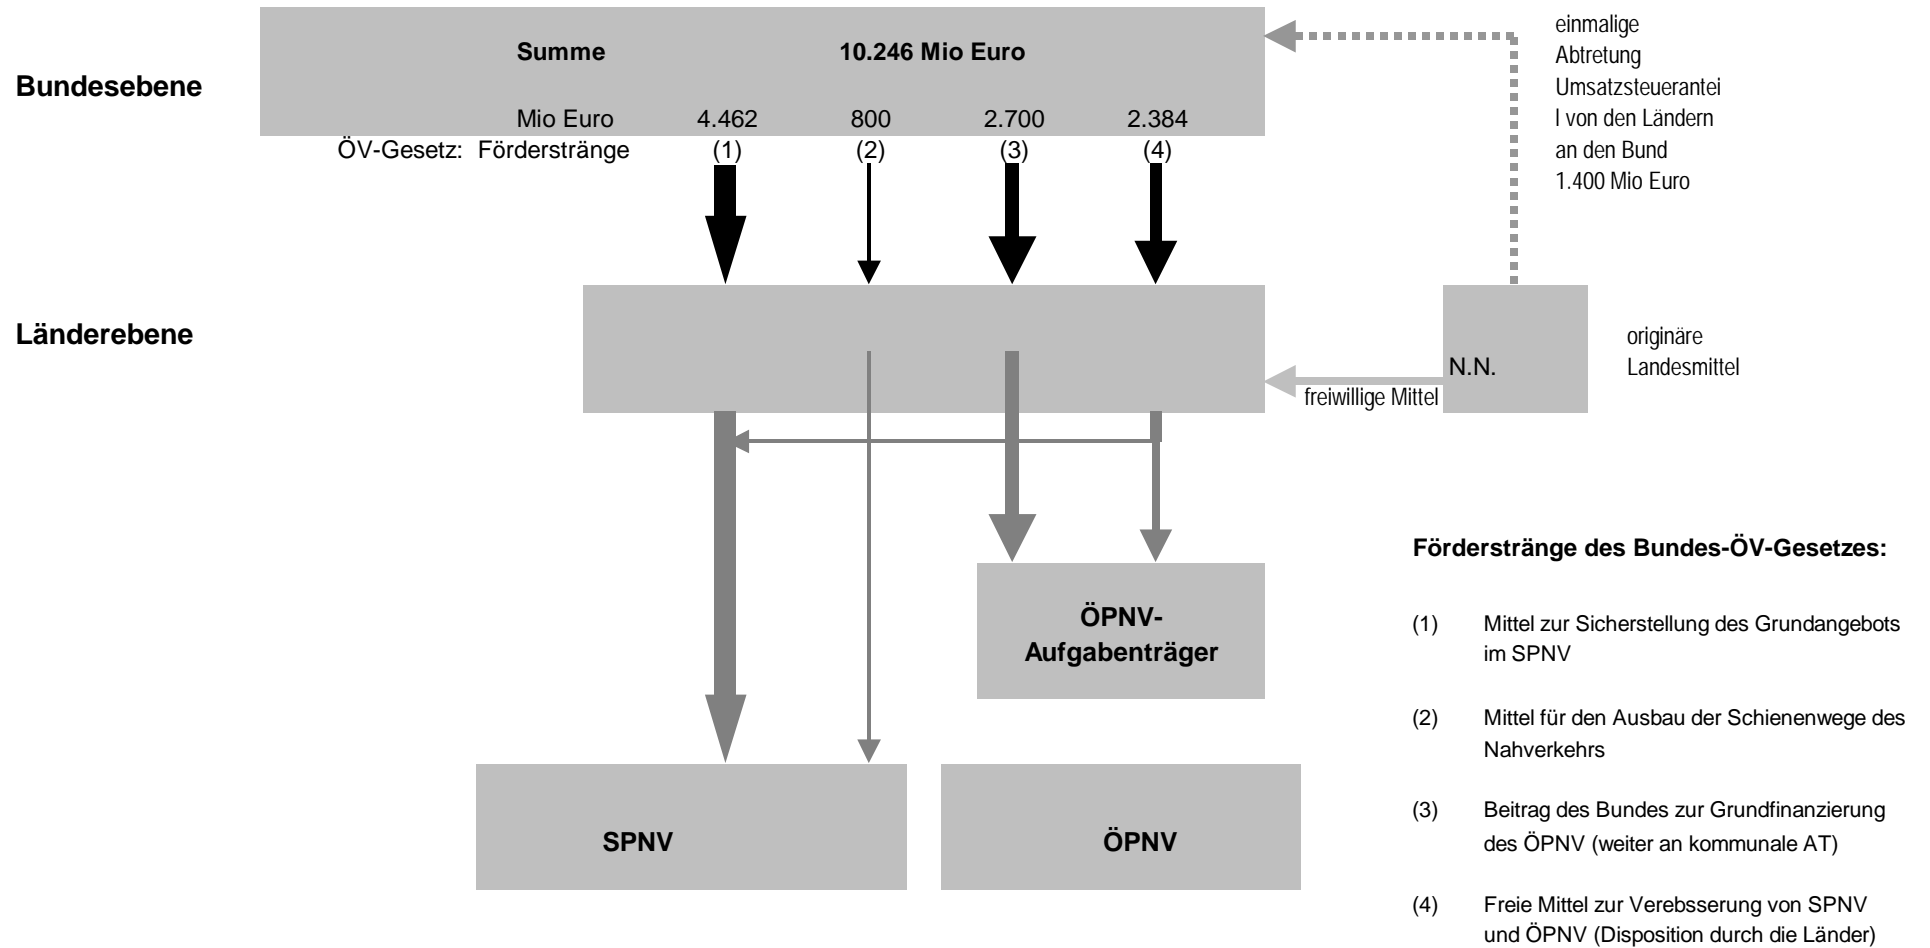 Summe 10.246 Mio Euro
Bundesebene
Mio Euro 4.462 800 2.700 2.384
ÖV-Gesetz: Förderstränge (1) (2) (3) (4)
einmalige
Abtretung
Umsatzsteuerantei
l von den Ländern
an den Bund
1.400 Mio Euro
Länderebene
N.N.
freiwillige Mittel
originäre
Landesmittel
ÖPNV-
Aufgabenträger
SPNV
ÖPNV
Förderstränge des Bundes-ÖV-Gesetzes:
(1) Mittel zur Sicherstellung des Grundangebots
im SPNV
(2) Mittel für den Ausbau der Schienenwege des
Nahverkehrs
(3) Beitrag des Bundes zur Grundfinanzierung
des ÖPNV (weiter an kommunale AT)
(4) Freie Mittel zur Verebsserung von SPNV
und ÖPNV (Disposition durch die Länder)